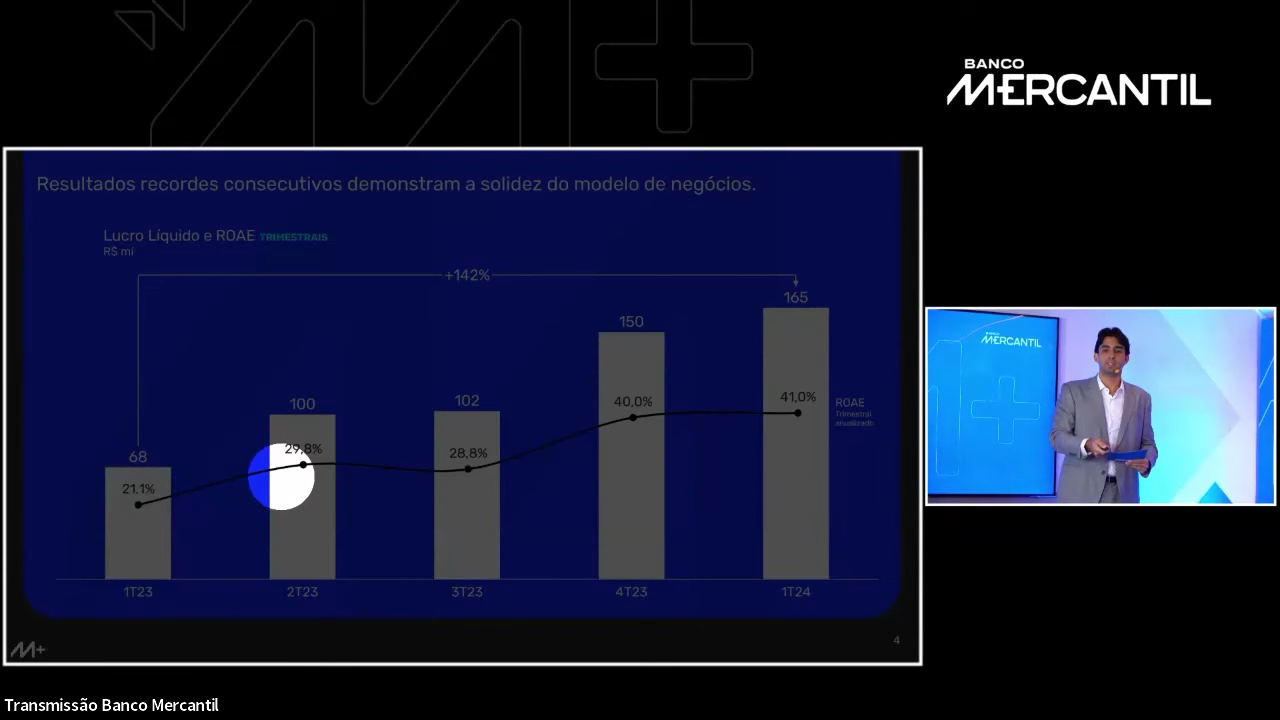 BANCO
MERCANTIL
Resultados recordes consecutivos demonstram a solidez do modelo de negócios.
Lucro Líquido e ROAE TRIMESTRAIS
R$ mi
+142%
68
100
102
150
165
21,1%
29,8%
28,8%
40,0%
41,0%
ROAE
Trimestral
anualizado
1T23
2T23
3T23
4T23
1T24
M+
4
BANCO
MERCANTIL
Transmissão Banco Mercantil